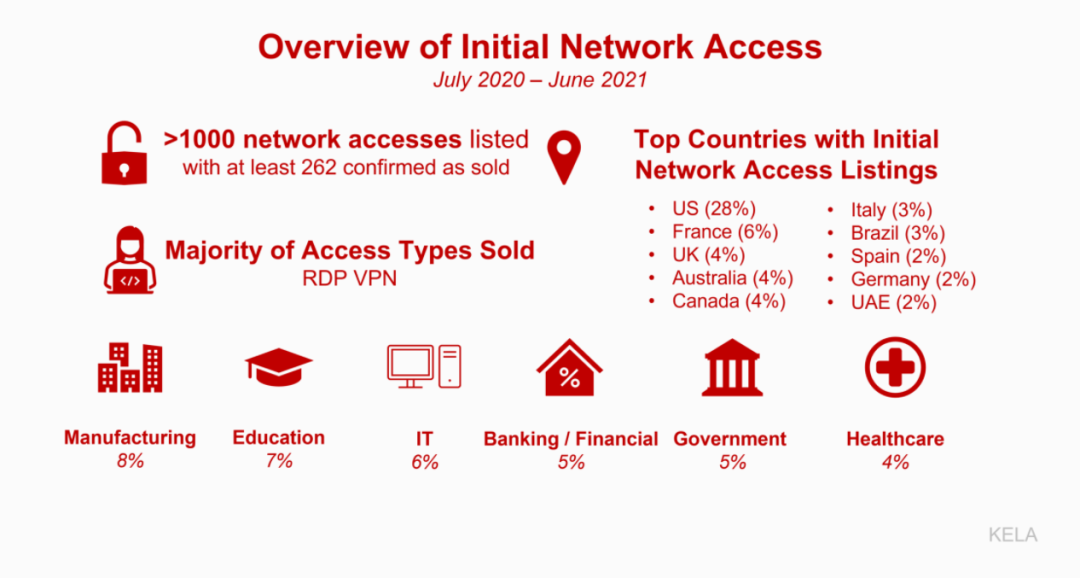 Overview of Initial Network Access
July 2020 – June 2021
>1000 network accesses listed
with at least 262 confirmed as sold
Majority of Access Types Sold
RDP VPN
Top Countries with Initial
Network Access Listings
• US (28%)
• France (6%)
• UK (4%)
• Australia (4%)
• Canada (4%)
• Italy (3%)
• Brazil (3%)
• Spain (2%)
• Germany (2%)
• UAE (2%)
</>
%
Manufacturing
8%
Education
7%
IT
6%
Banking / Financial
5%
Government
5%
Healthcare
4%
KELA